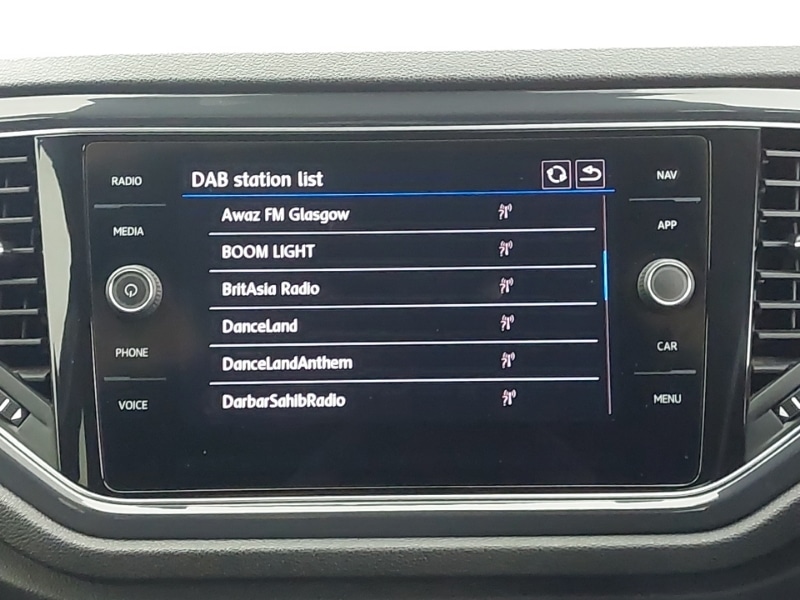 DAB station list
Awaz FM Glasgow
BOOM LIGHT
BritAsia Radio
DanceLand
DanceLandAnthem
DarbarSahibRadio
RADIO
MEDIA
PHONE
VOICE
NAV
APP
CAR
MENU